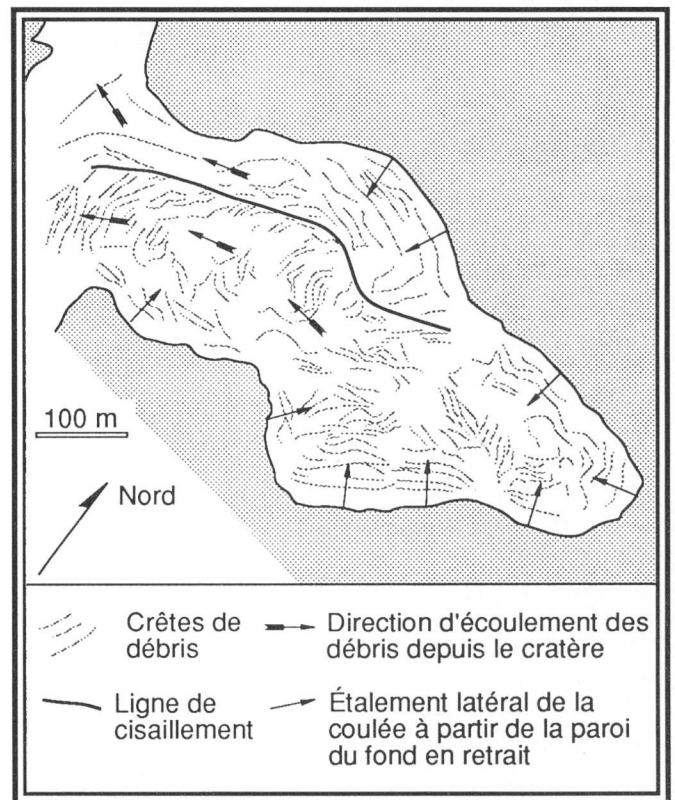 100 m
Nord
Crêtes de
débris
Direction d'écoulement des
débris depuis le cratère
Ligne de
cisaillement
Étalement latéral de la
coulée à partir de la paroi
du fond en retrait